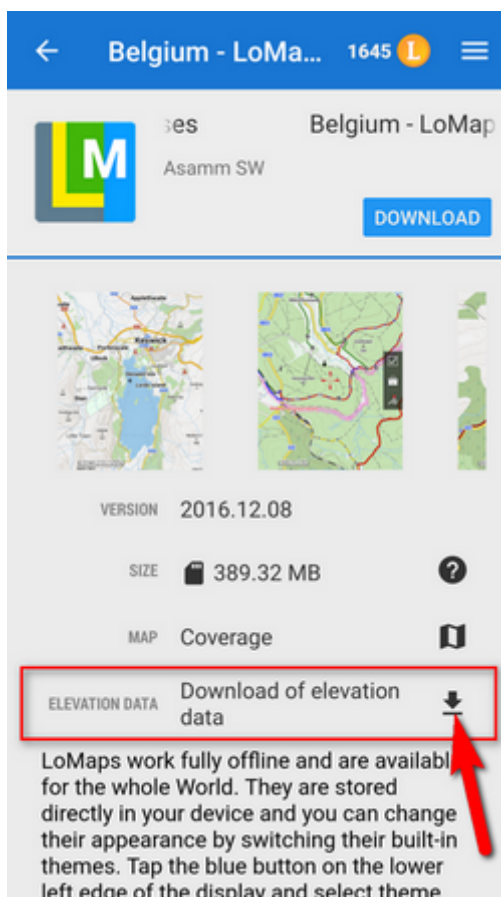 Belgium - LoMa... 1645 L
M
ses Belgium - LoMap
Asamm SW
DOWNLOAD
Keswick
VERSION 2016.12.08
SIZE 389.32 MB ?
MAP Coverage
ELEVATION DATA Download of elevation
data
LoMaps work fully offline and are availabl
for the whole World. They are stored
directly in your device and you can change
their appearance by switching their built-in
themes. Tap the blue button on the lower
left edge of the display and select theme